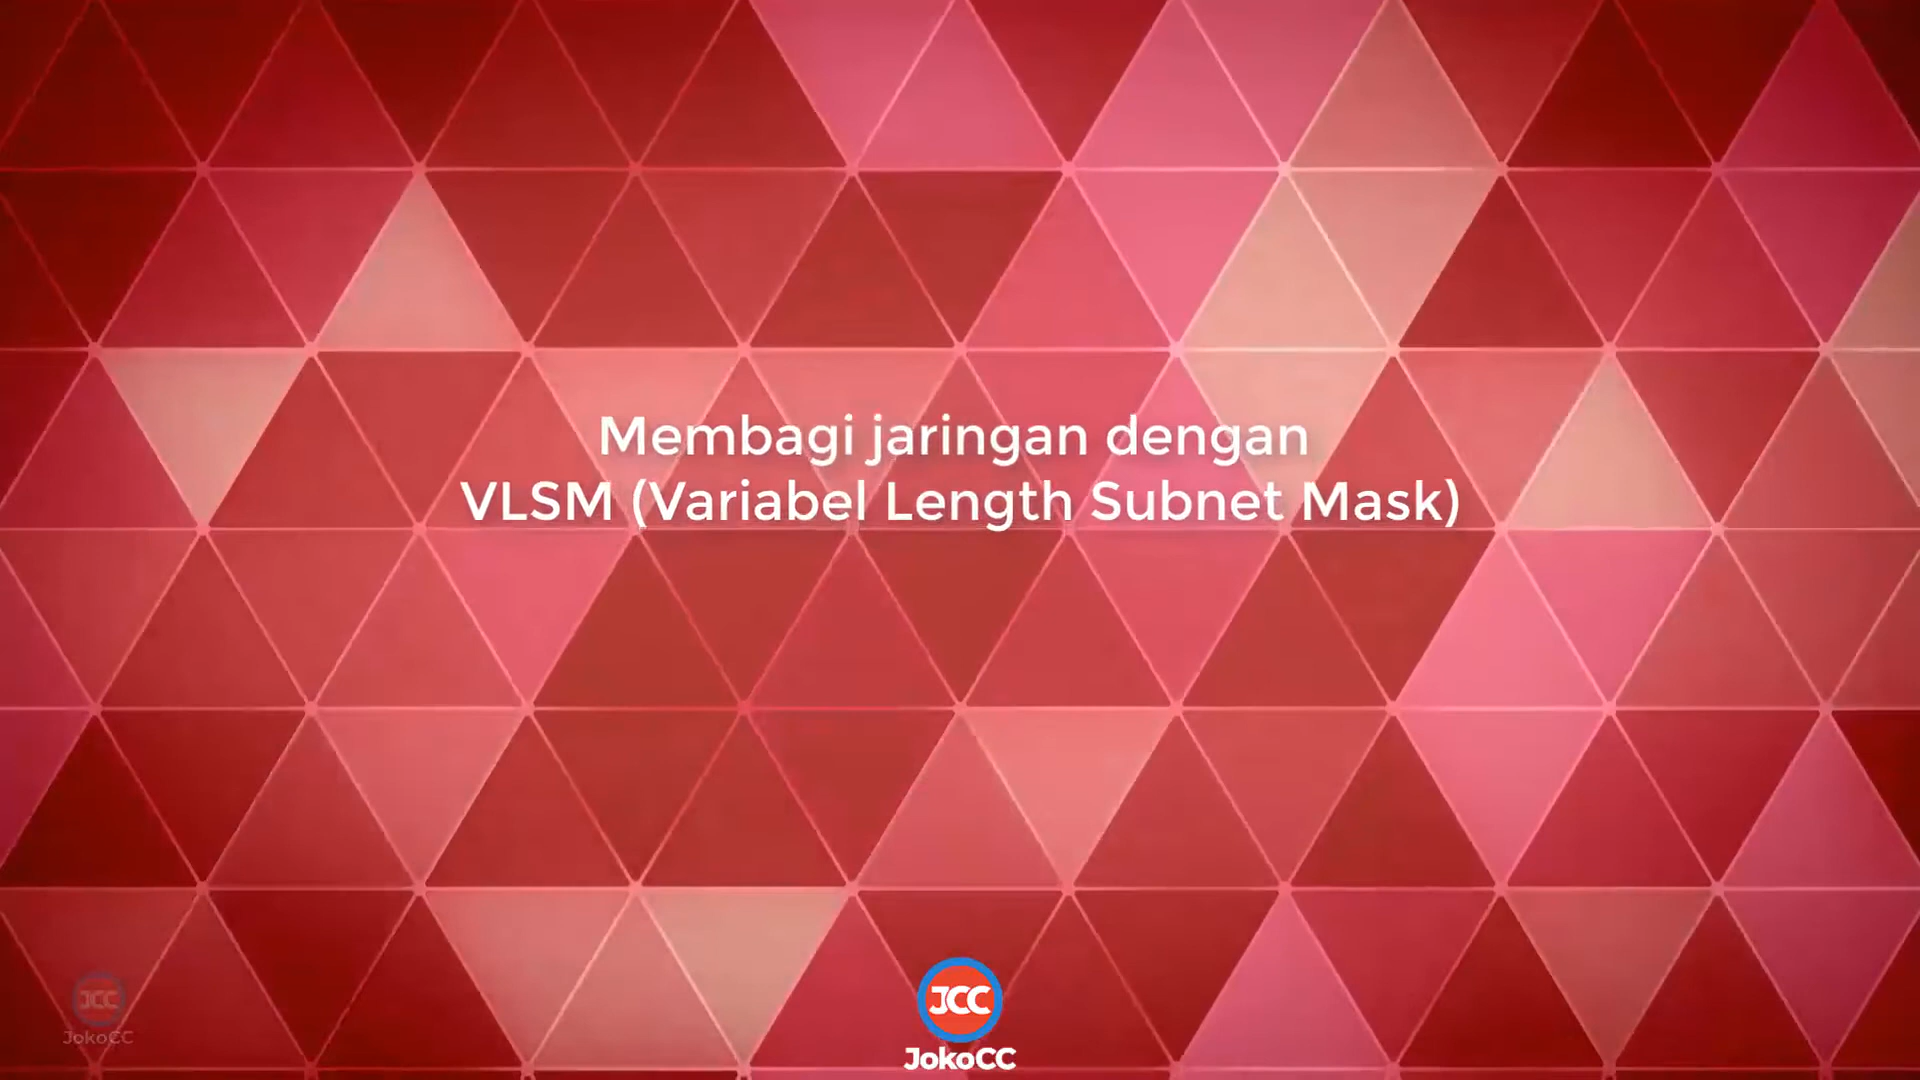 Membagi jaringan dengan
VLSM (Variabel Length Subnet Mask)
JCC
JokoCC
JCC
JokoCC